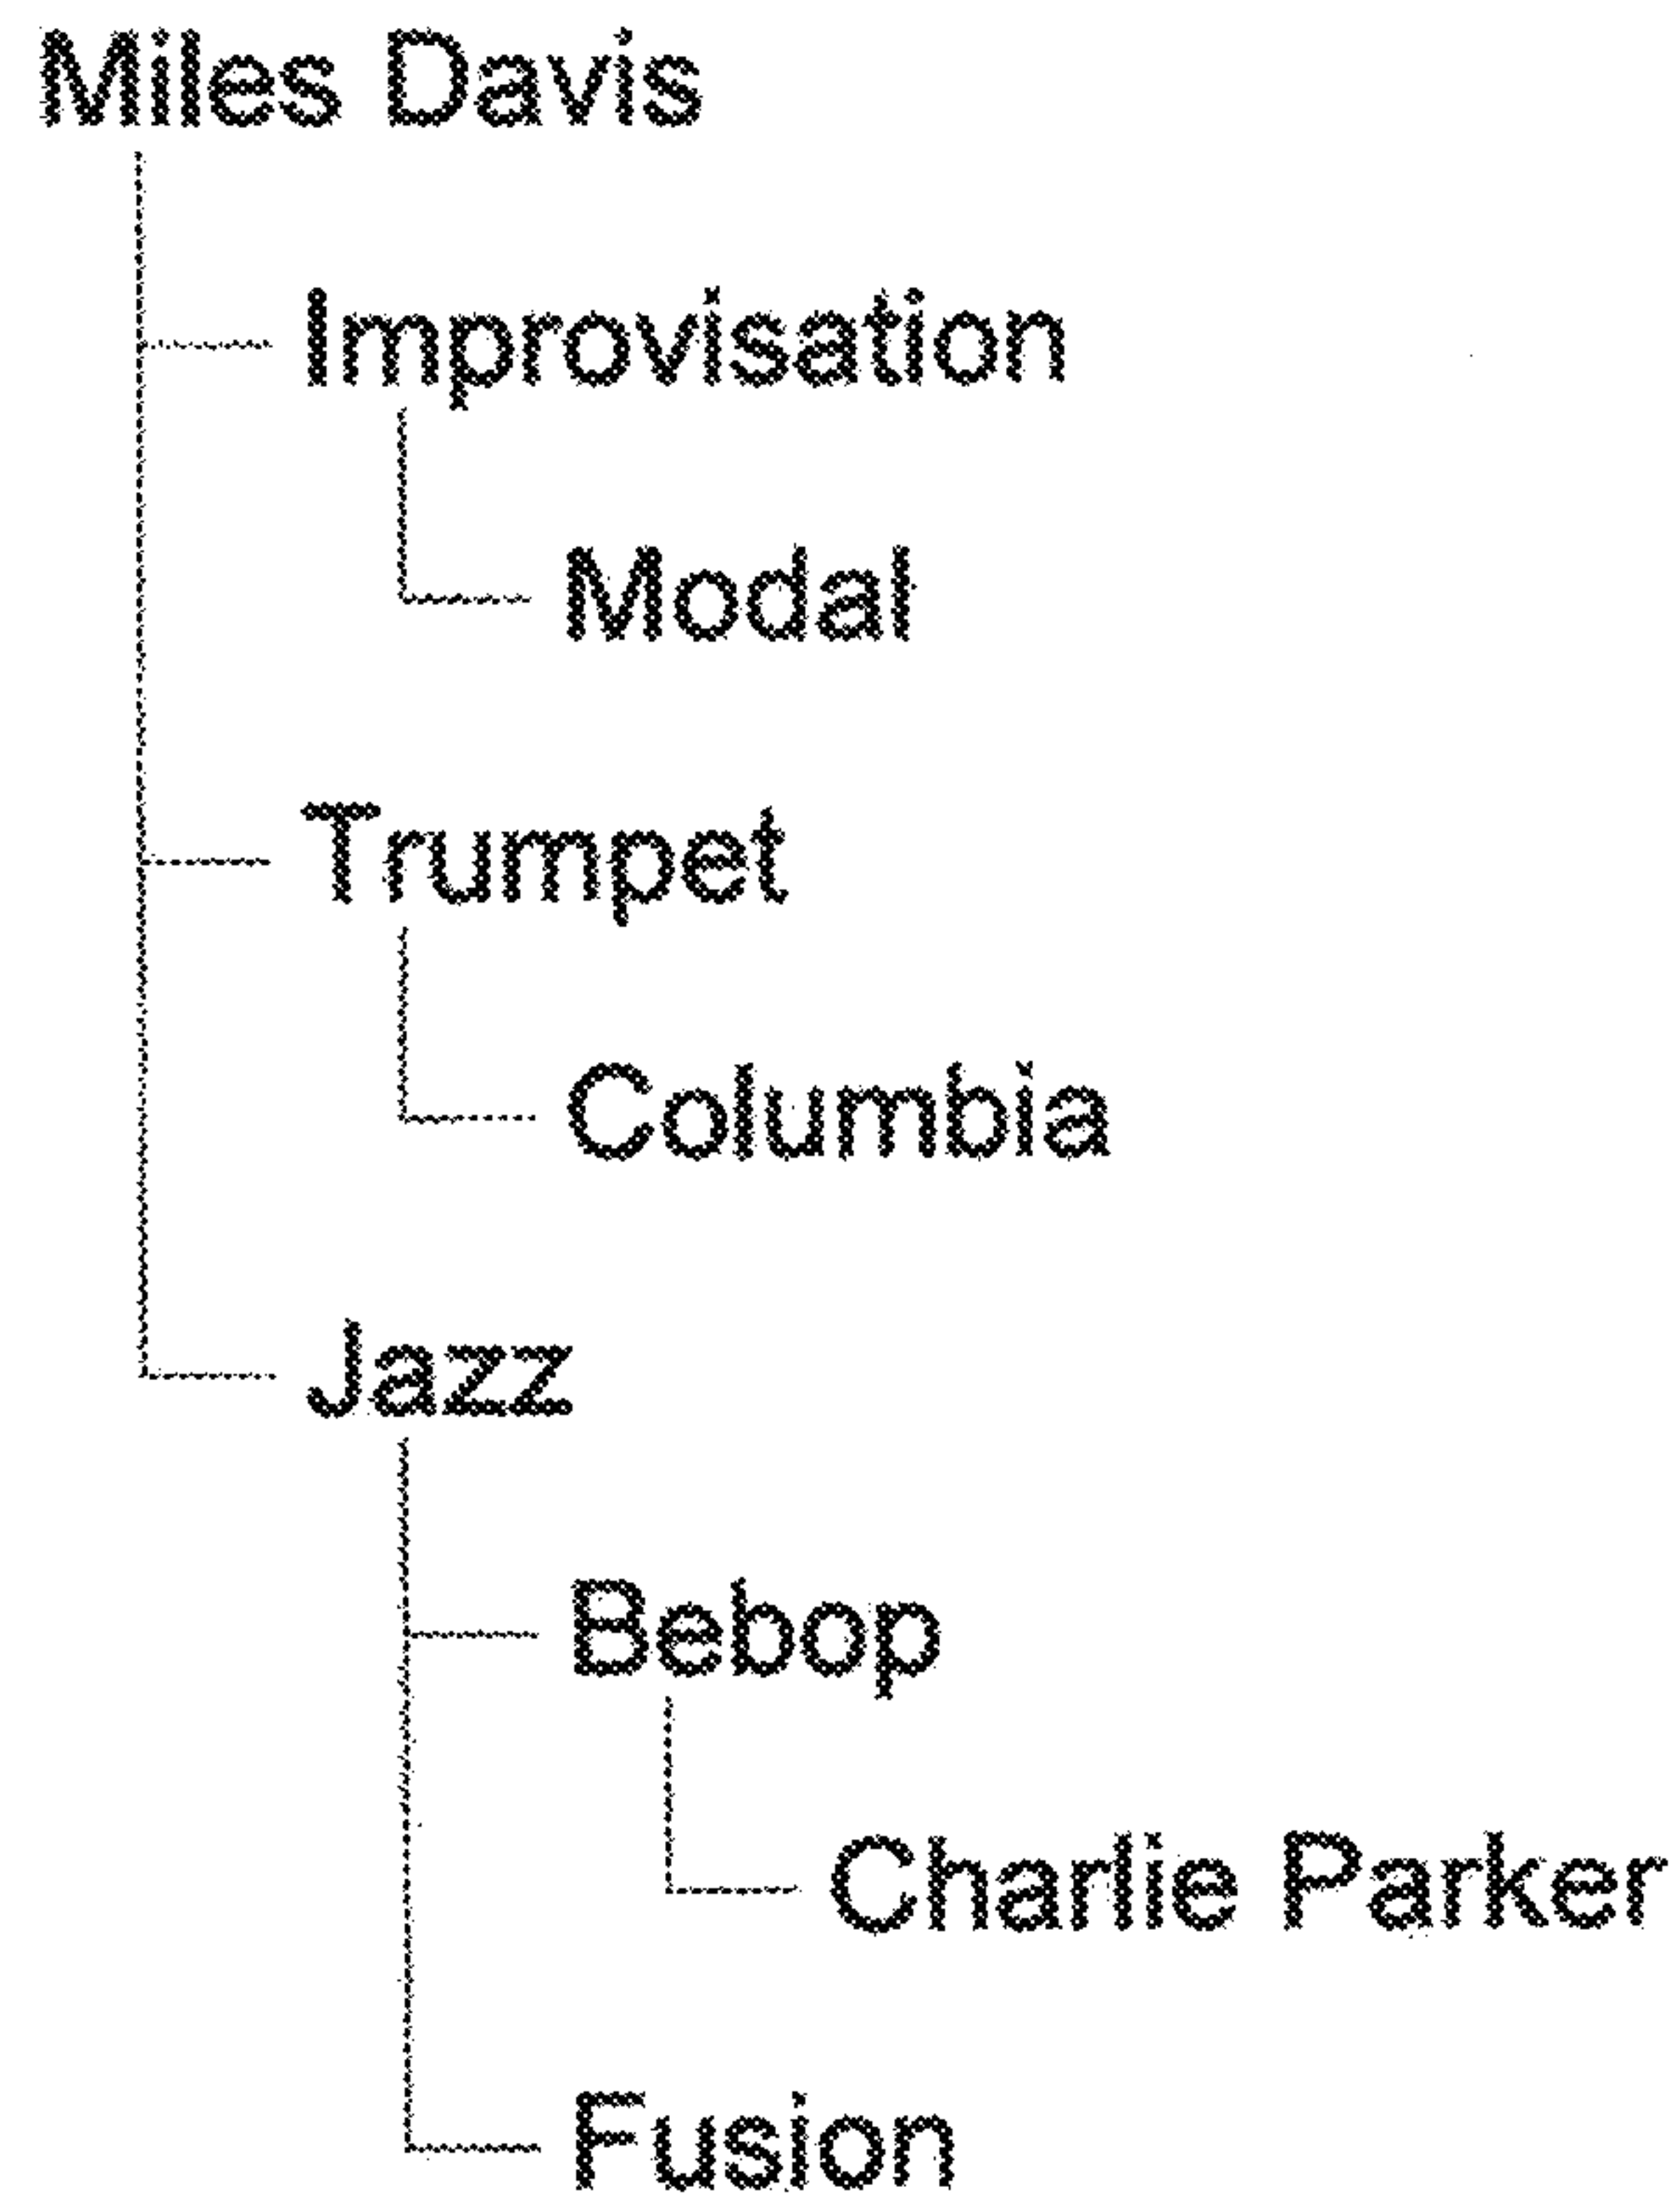 Miles Davis
Improvisation
Modal
Trumpet
Columbia
Jazz
Bebop
Charlie Parker
Fusion